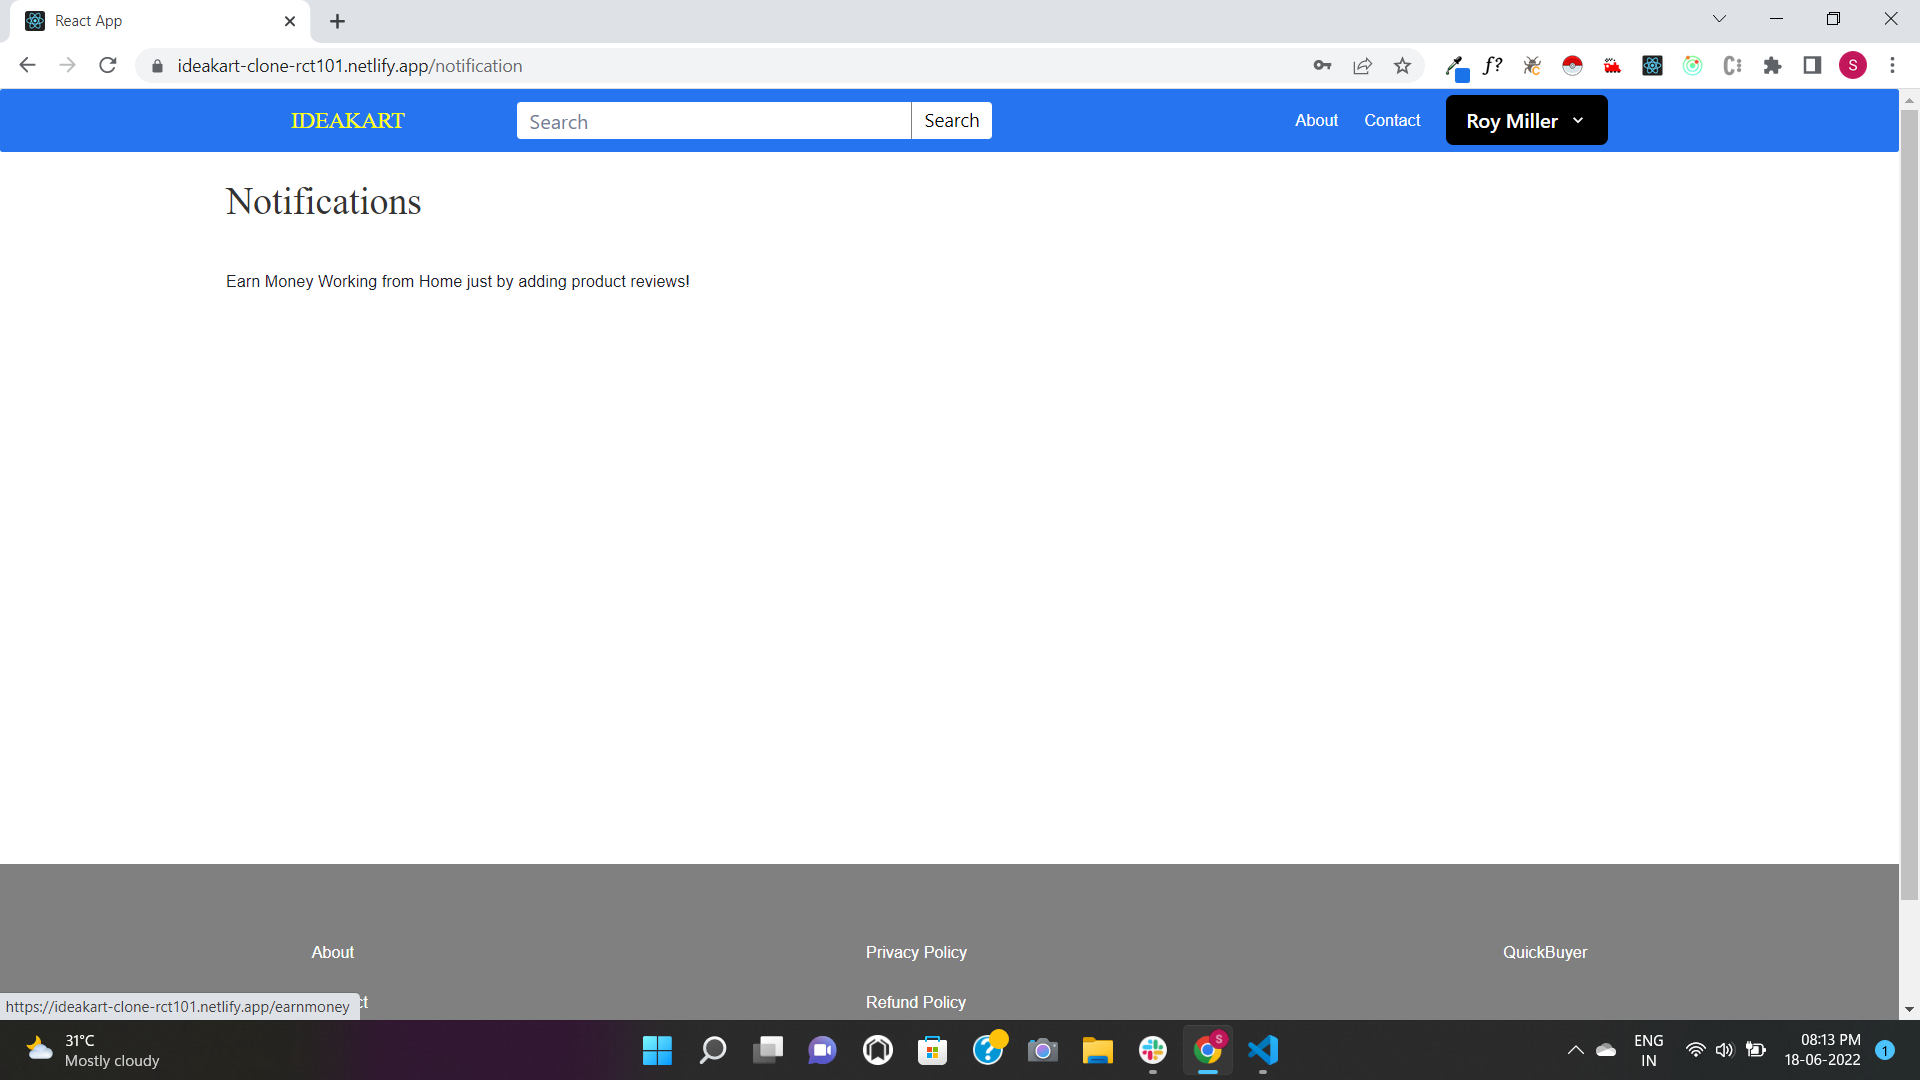 React App
ideakart-clone-rct101.netlify.app/notification
f?
S
IDEAKART
Search
Search
About
Contact
Roy Miller
Notifications
Earn Money Working from Home just by adding product reviews!
About
Privacy Policy
QuickBuyer
https://ideakart-clone-rct101.netlify.app/earnmoney
ct
Refund Policy
31°C
Mostly cloudy
S
ENG
IN
08:13 PM
18-06-2022
1